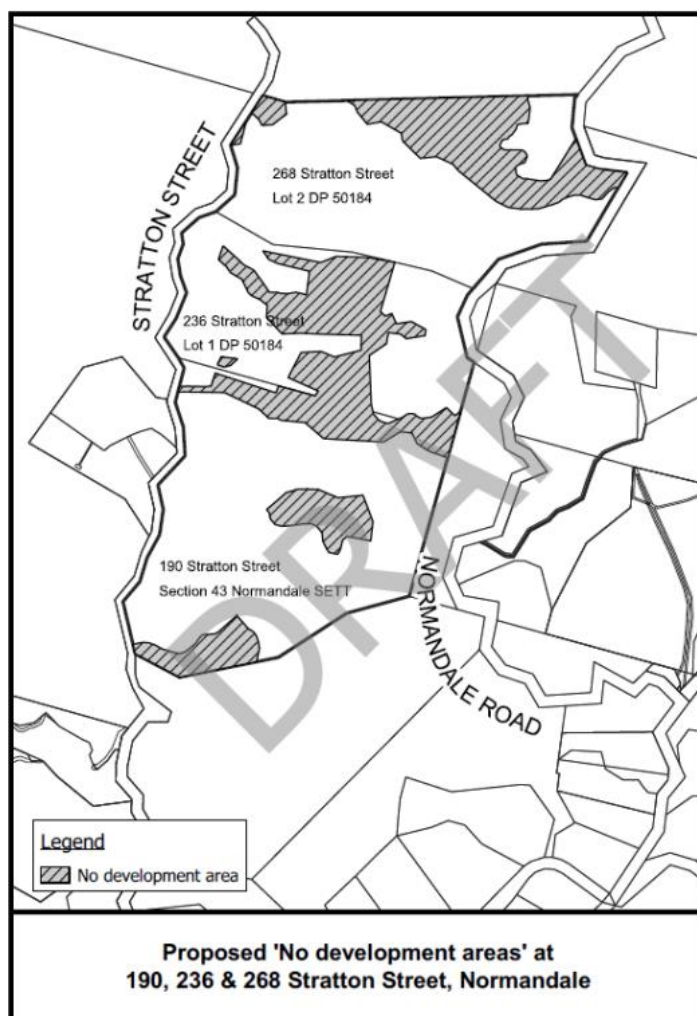 STRATTON STREET
268 Stratton Street
Lot 2 DP 50184
236 Stratton Street
Lot 1 DP 50184
DRAFT
190 Stratton Street
Section 43 Normandale SETT
NORMANDALE ROAD
Legend
No development area
Proposed 'No development areas' at
190, 236 & 268 Stratton Street, Normandale